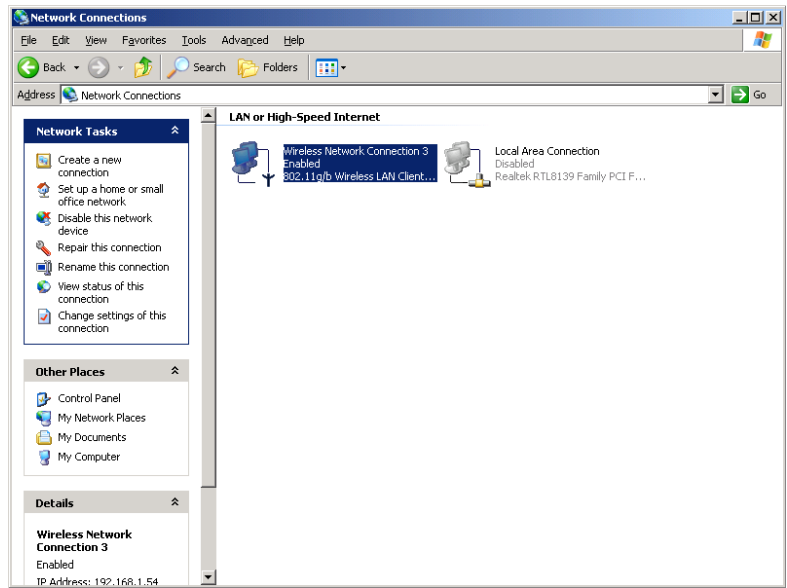 Network Connections
File Edit View Favorites Tools Advanced Help
Back Search Folders
Address Network Connections Go
Network Tasks
Create a new
connection
Set up a home or small
office network
Disable this network
device
Repair this connection
Rename this connection
View status of this
connection
Change settings of this
connection
Other Places
Control Panel
My Network Places
My Documents
My Computer
Details
Wireless Network
Connection 3
Enabled
IP Address: 192.168.1.54
LAN or High-Speed Internet
Wireless Network Connection 3
Enabled
802.11g/b Wireless LAN Client...
Local Area Connection
Disabled
Realtek RTL8139 Family PCI F...